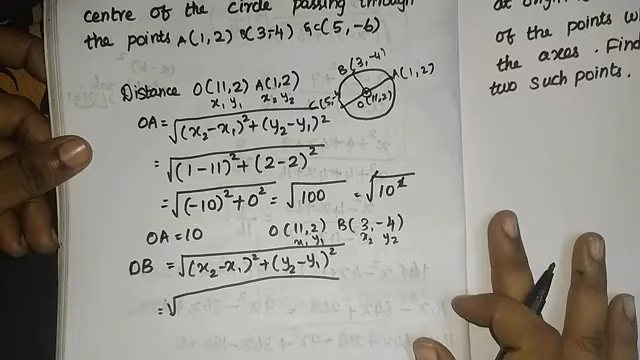 centre of the circle passing through
the points A(1,2) B(3,-4) & C(5,-6)
Distance O(11,2) A(1,2)
x₁ y₁ x₂ y₂
B(3,-4)
A(1,2)
C(5,
O(11,2)
OA = √(x₂-x₁)²+(y₂-y₁)²
= √(1-11)²+(2-2)²
= √(-10)²+0² = √100 = √10²
OA = 10 O(11,2) B(3,-4)
x₁ y₁ x₂ y₂
OB = √(x₂-x₁)²+(y₂-y₁)²
= √
of the points
the axes. Find
two such points.